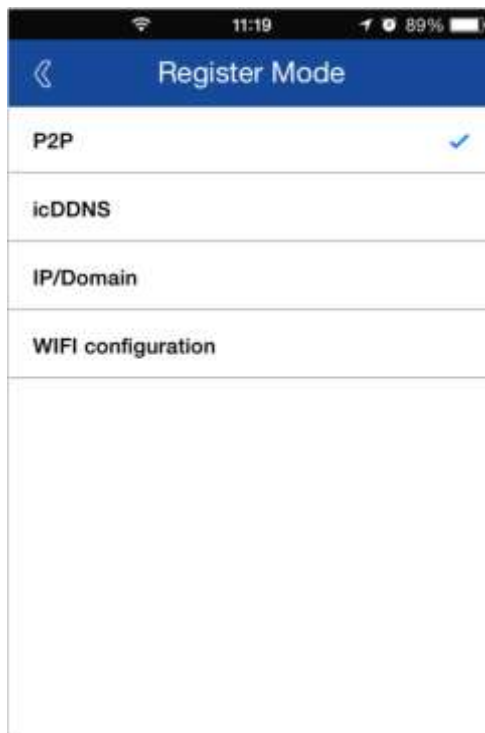 11:19 89%
Register Mode
P2P
icDDNS
IP/Domain
WIFI configuration